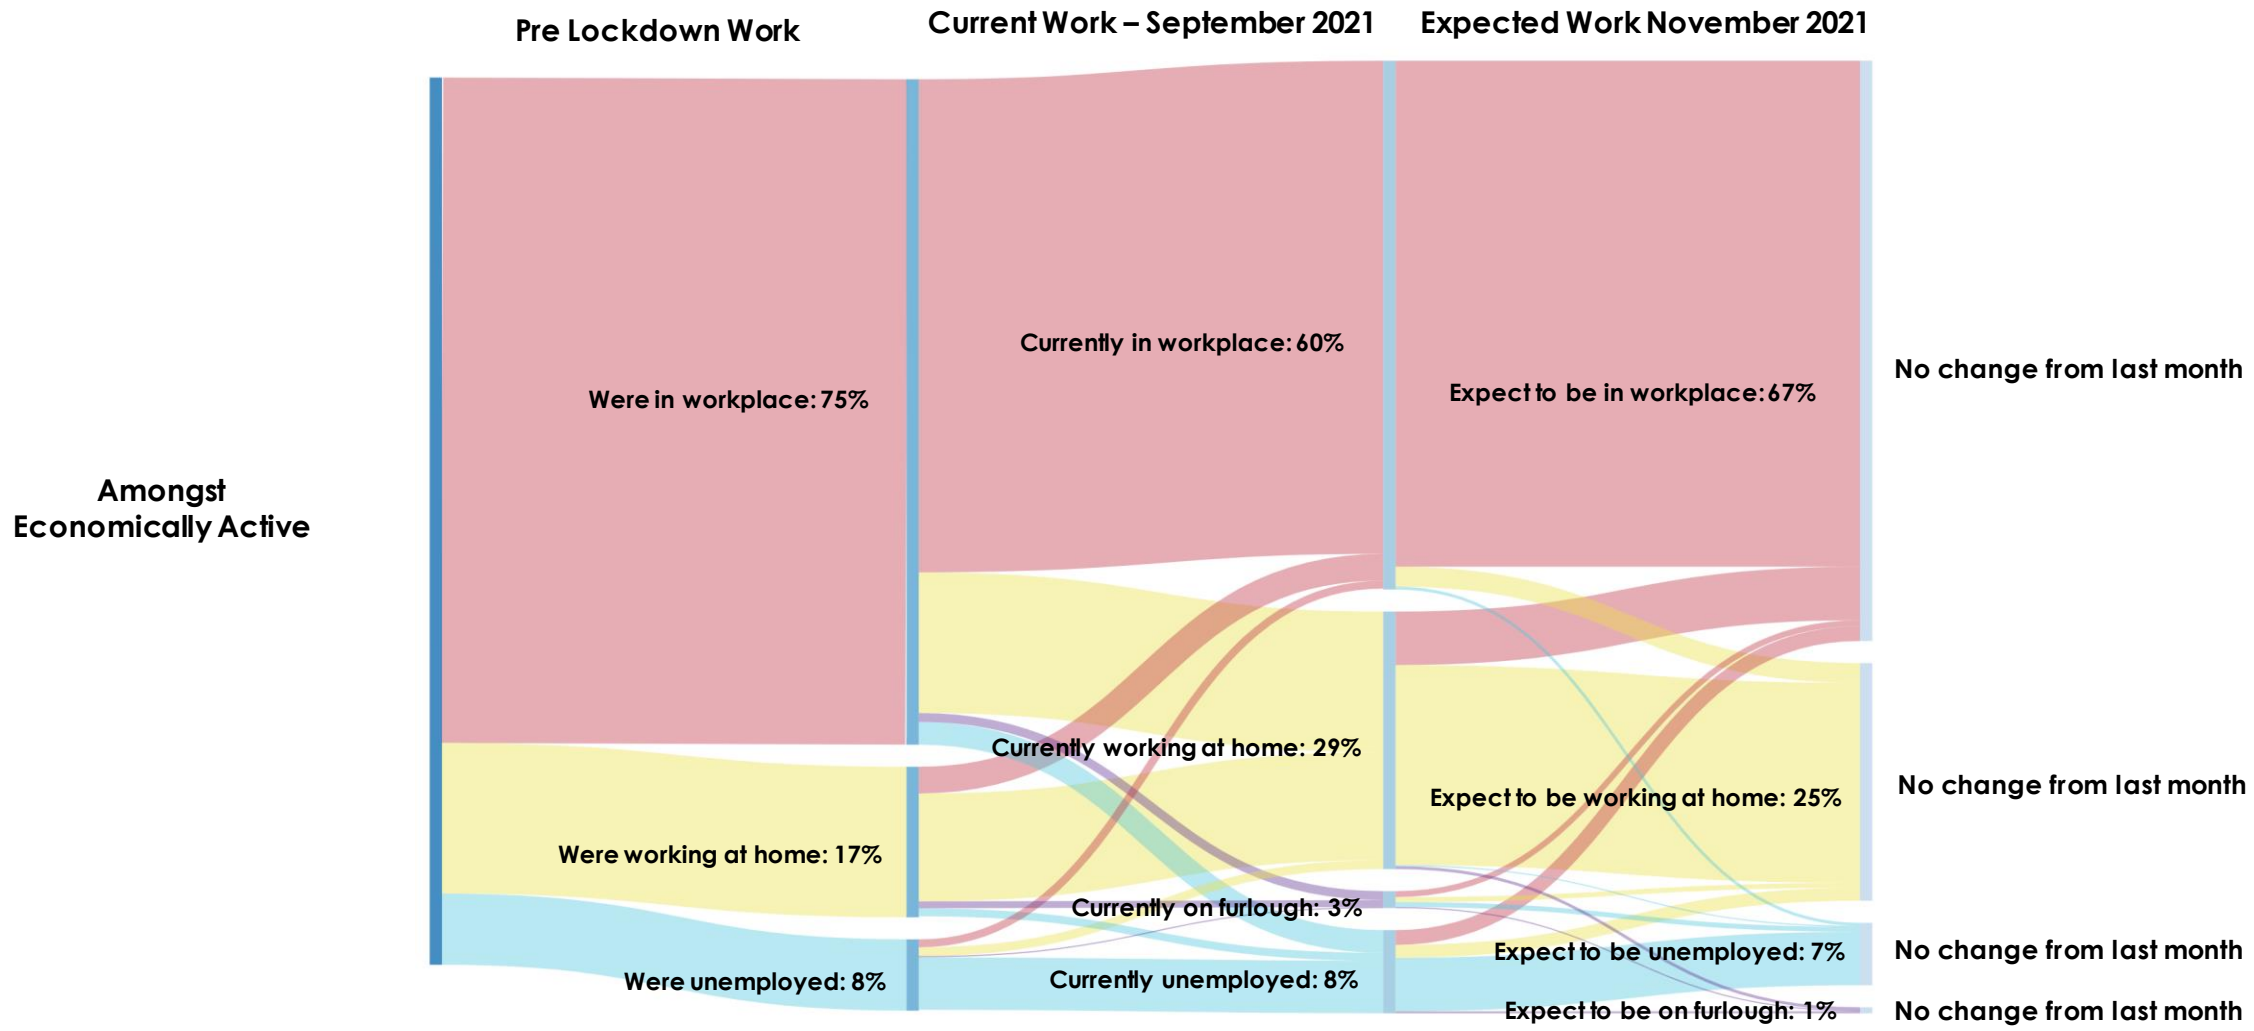 Pre Lockdown Work
Current Work – September 2021
Expected Work November 2021
Amongst
Economically Active
Were in workplace: 75%
Were working at home: 17%
Were unemployed: 8%
Currently in workplace: 60%
Currently working at home: 29%
Currently on furlough: 3%
Currently unemployed: 8%
Expect to be in workplace: 67%
Expect to be working at home: 25%
Expect to be unemployed: 7%
Expect to be on furlough: 1%
No change from last month
No change from last month
No change from last month
No change from last month